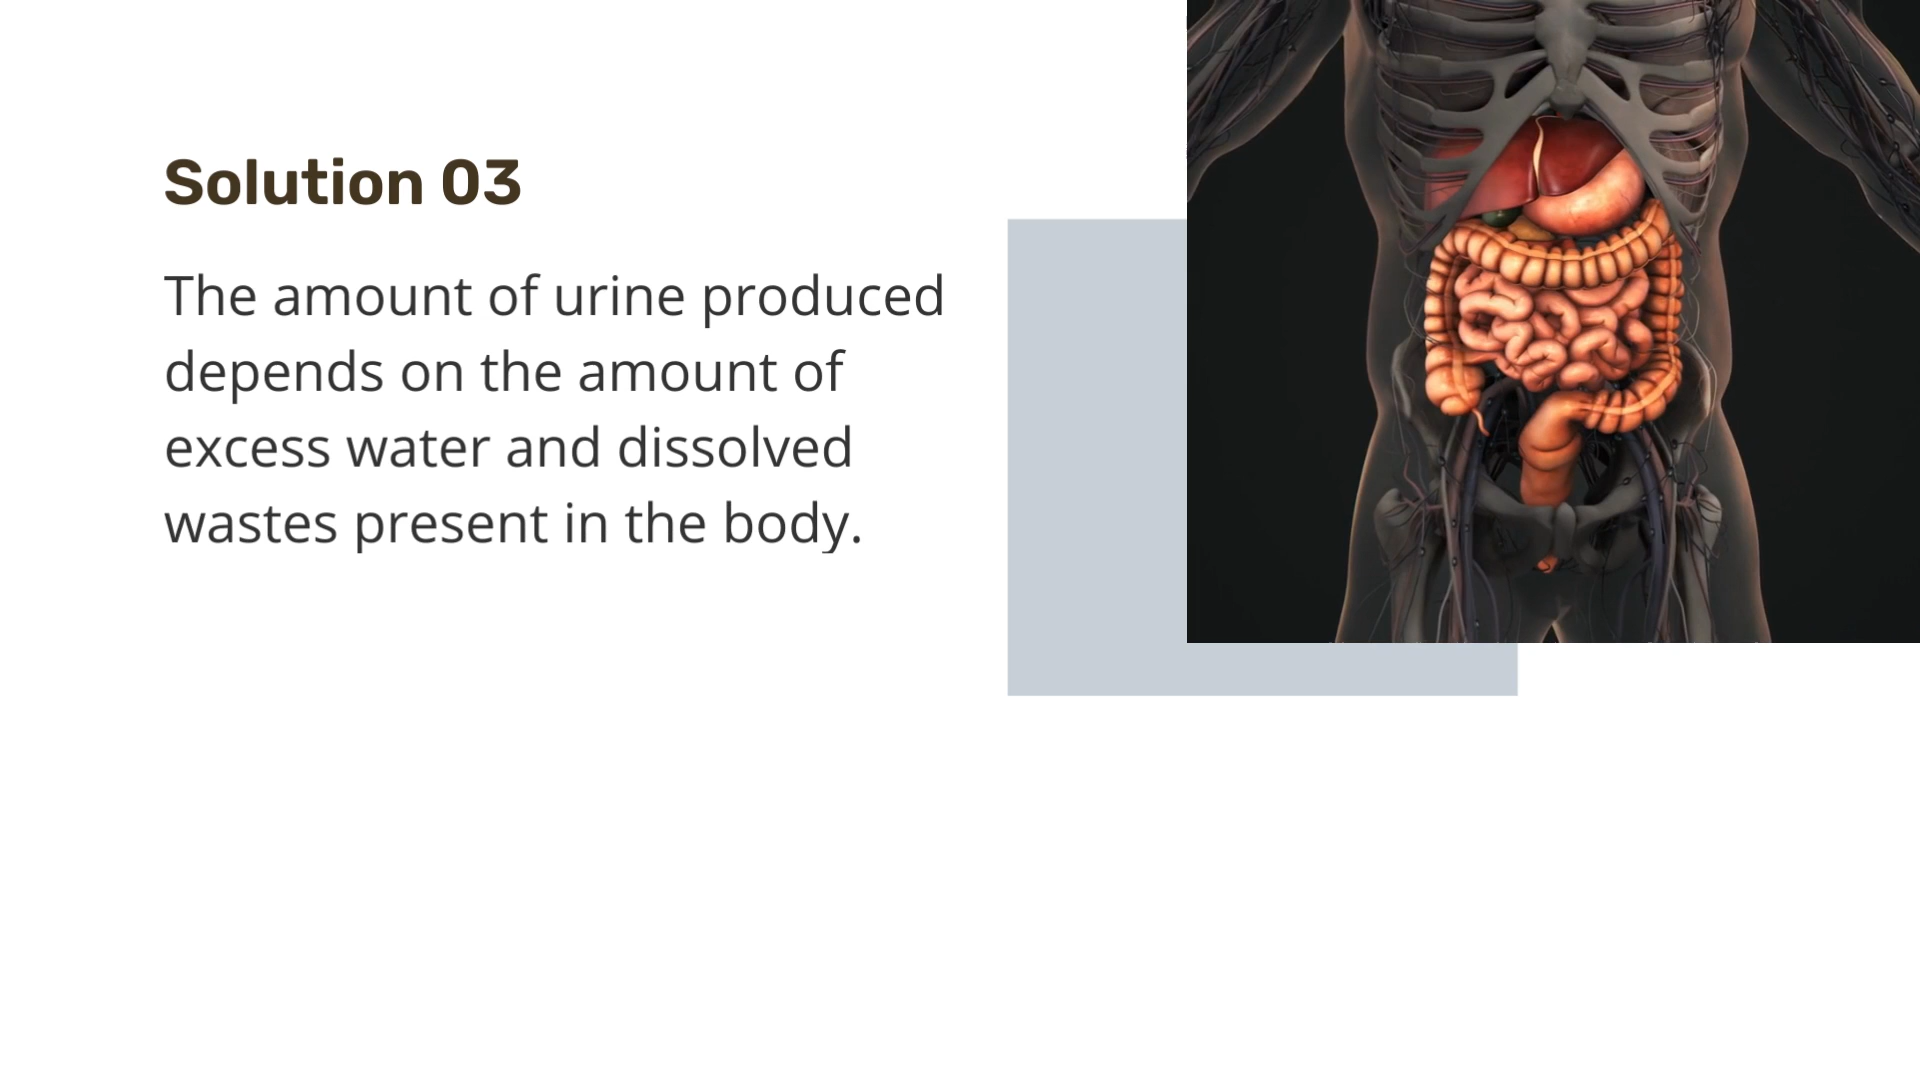 Solution 03
The amount of urine produced
depends on the amount of
excess water and dissolved
wastes present in the body.